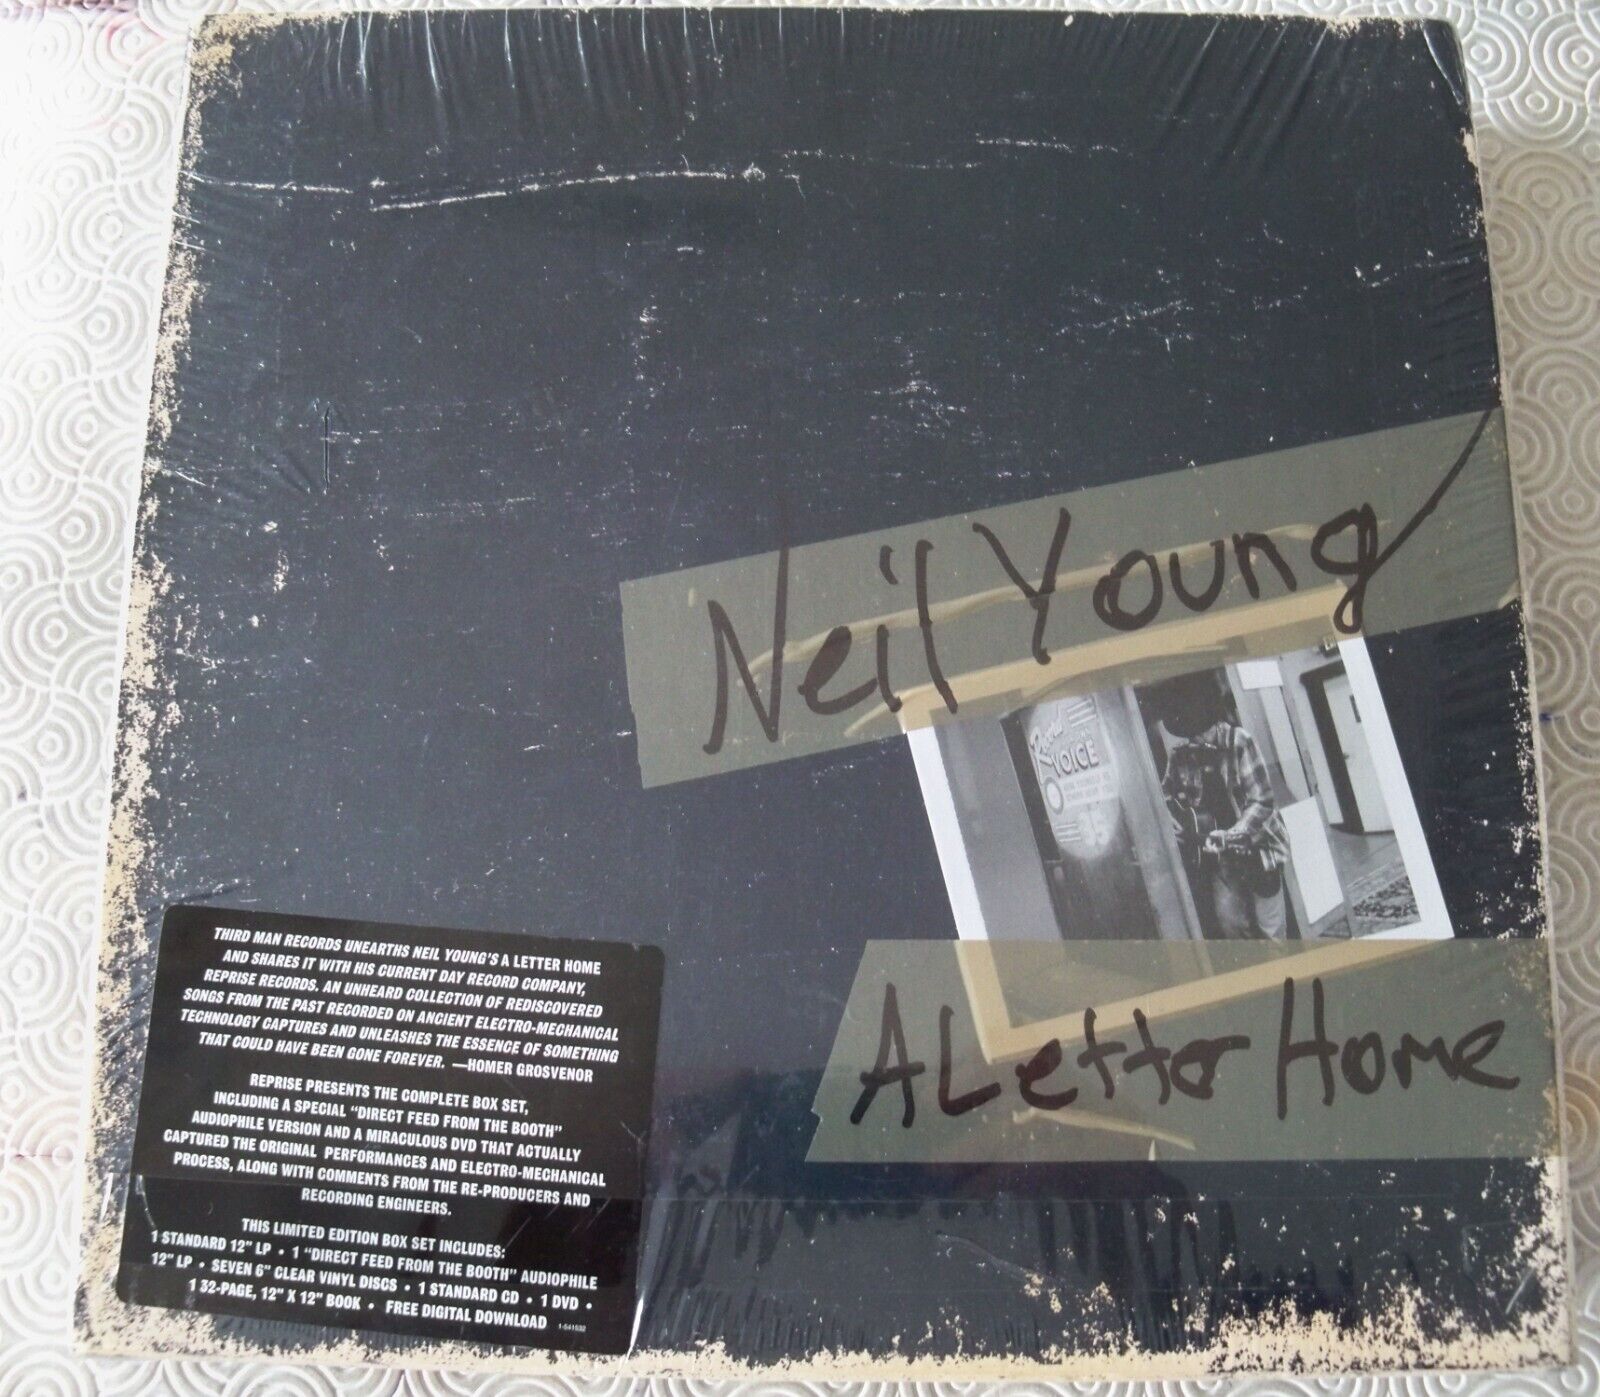 Neil Young
Record
VOICE
A Letter Home
THIRD MAN RECORDS UNEARTHS NEIL YOUNG'S A LETTER HOME
AND SHARES IT WITH HIS CURRENT DAY RECORD COMPANY,
REPRISE RECORDS. AN UNHEARD COLLECTION OF REDISCOVERED
SONGS FROM THE PAST RECORDED ON ANCIENT ELECTRO-MECHANICAL
TECHNOLOGY CAPTURES AND UNLEASHES THE ESSENCE OF SOMETHING
THAT COULD HAVE BEEN GONE FOREVER. —HOMER GROSVENOR
REPRISE PRESENTS THE COMPLETE BOX SET,
INCLUDING A SPECIAL "DIRECT FEED FROM THE BOOTH"
AUDIOPHILE VERSION AND A MIRACULOUS DVD THAT ACTUALLY
CAPTURED THE ORIGINAL PERFORMANCES AND ELECTRO-MECHANICAL
PROCESS, ALONG WITH COMMENTS FROM THE RE-PRODUCERS AND
RECORDING ENGINEERS.
THIS LIMITED EDITION BOX SET INCLUDES:
1 STANDARD 12" LP • 1 "DIRECT FEED FROM THE BOOTH" AUDIOPHILE
12" LP • SEVEN 6" CLEAR VINYL DISCS • 1 STANDARD CD • 1 DVD •
1 32-PAGE, 12" X 12" BOOK • FREE DIGITAL DOWNLOAD
1-541532